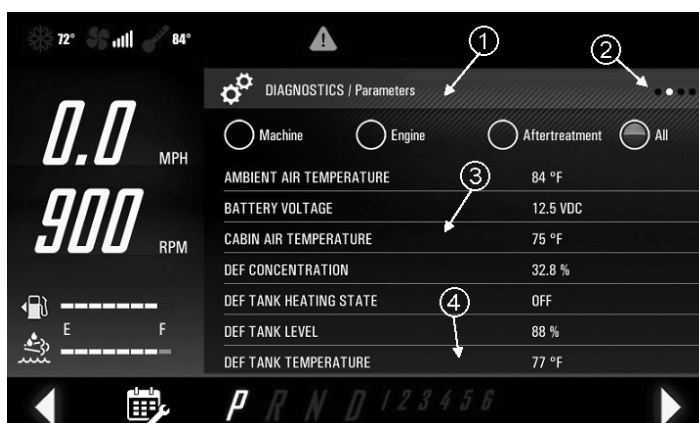 72° 84°
1
2
DIAGNOSTICS / Parameters
Machine Engine Aftertreatment All
0.0 MPH
900 RPM
3
AMBIENT AIR TEMPERATURE 84 °F
BATTERY VOLTAGE 12.5 VDC
CABIN AIR TEMPERATURE 75 °F
DEF CONCENTRATION 32.8 %
DEF TANK HEATING STATE OFF
4
DEF TANK LEVEL 88 %
DEF TANK TEMPERATURE 77 °F
E F
P R N D 1 2 3 4 5 6